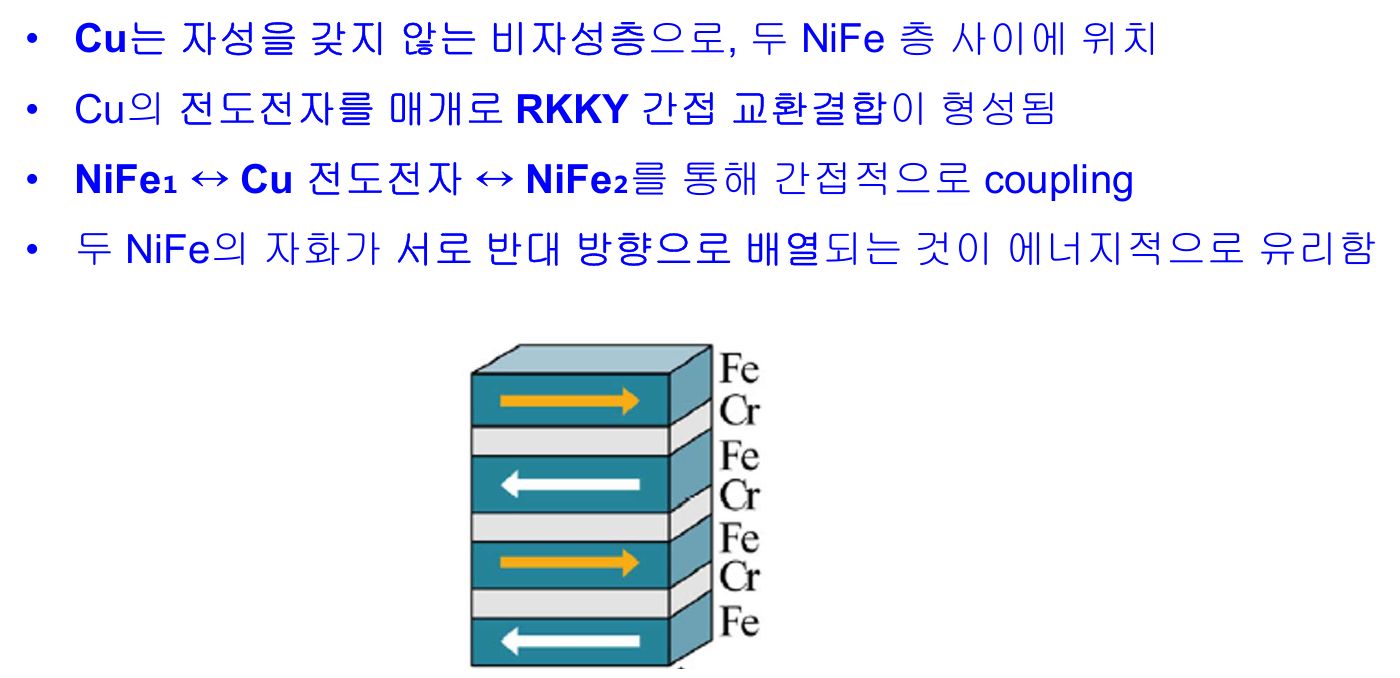 • Cu는 자성을 갖지 않는 비자성층으로, 두 NiFe 층 사이에 위치
• Cu의 전도전자를 매개로 RKKY 간접 교환결합이 형성됨
• NiFe₁ ↔ Cu 전도전자 ↔ NiFe₂를 통해 간접적으로 coupling
• 두 NiFe의 자화가 서로 반대 방향으로 배열되는 것이 에너지적으로 유리함
Fe
Cr
Fe
Cr
Fe
Cr
Fe